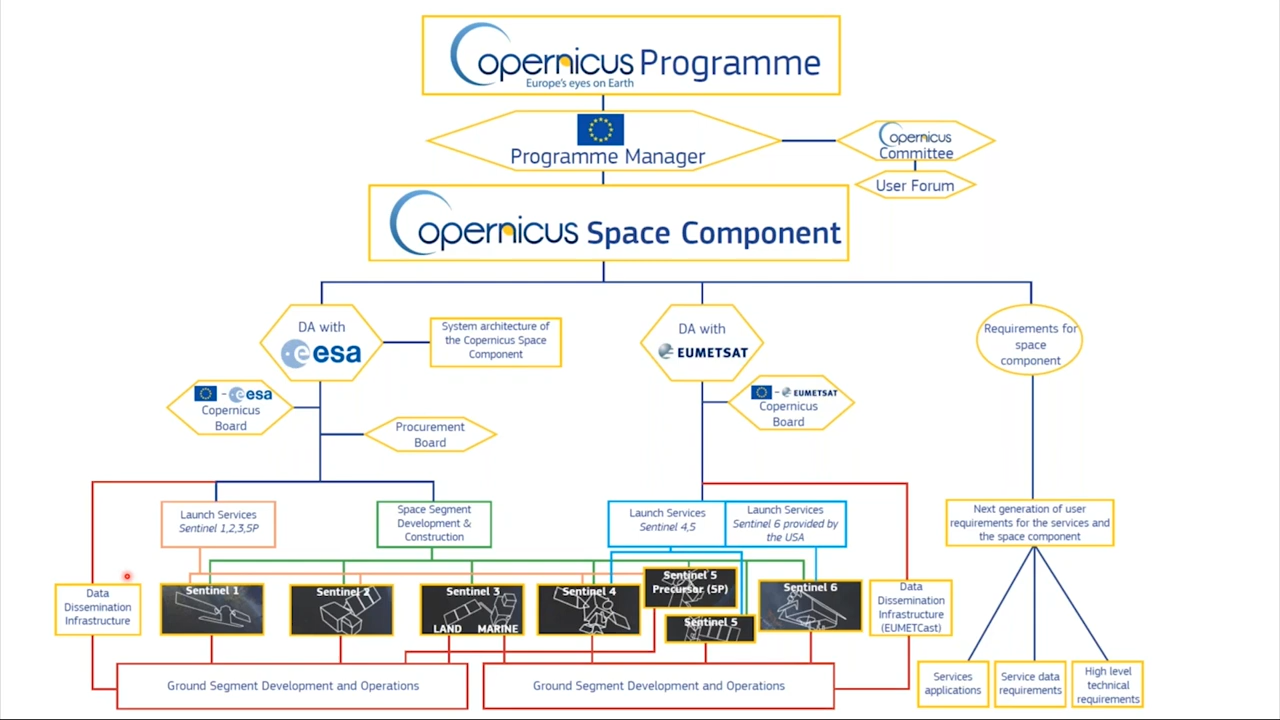 Copernicus Programme
Europe's eyes on Earth
Programme Manager
Copernicus
Committee
User Forum
Copernicus Space Component
DA with
esa
System architecture of
the Copernicus Space
Component
DA with
EUMETSAT
Requirements for
space
component
- esa
Copernicus
Board
Procurement
Board
- EUMETSAT
Copernicus
Board
Launch Services
Sentinel 1,2,3,5P
Space Segment
Development &
Construction
Launch Services
Sentinel 4,5
Launch Services
Sentinel 6 provided by
the USA
Next generation of user
requirements for the services and
the space component
Data
Dissemination
Infrastructure
Sentinel 1
Sentinel 2
Sentinel 3
LAND MARINE
Sentinel 4
Sentinel 5
Precursor (5P)
Sentinel 5
Sentinel 6
Data
Dissemination
Infrastructure
(EUMETCast)
Ground Segment Development and Operations
Ground Segment Development and Operations
Services
applications
Service data
requirements
High level
technical
requirements